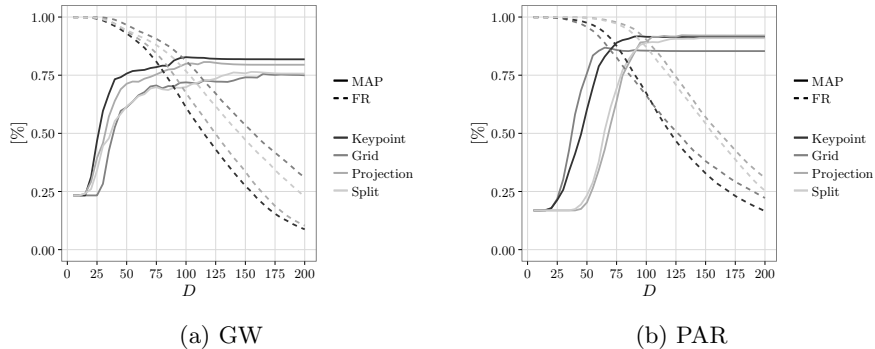 1.00
0.75
0.50
0.25
0.00
[%]
0 25 50 75 100 125 150 175 200
D
MAP
FR
Keypoint
Grid
Projection
Split
(a) GW
1.00
0.75
0.50
0.25
0.00
[%]
0 25 50 75 100 125 150 175 200
D
MAP
FR
Keypoint
Grid
Projection
Split
(b) PAR